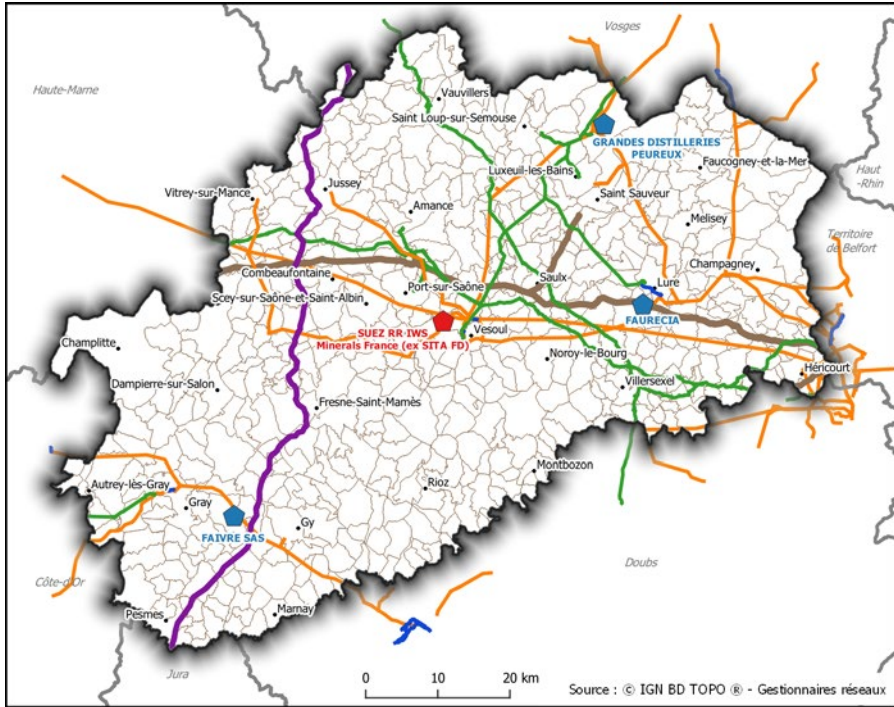 Vosges
Haute-Marne
Vauvillers
Saint Loup-sur-Semouse
GRANDES DISTILLERIES
PEUREUX
Faucogney-et-la-Mer
Luxeuil-les-Bains
Haut
-Rhin
Jussey
Vitrey-sur-Mance
Saint Sauveur
Amance
Melisey
Territoire
de Belfort
Combeaufontaine
Champagney
Saulx
Lure
Port-sur-Saône
Scey-sur-Saône-et-Saint-Albin
FAURECIA
SUEZ RR-IWS
Minerals France (ex SITA FD)
Vesoul
Champlitte
Noroy-le-Bourg
Héricourt
Dampierre-sur-Salon
Villersexel
Fresne-Saint-Mamès
Montbozon
Autrey-lès-Gray
Rioz
Gray
Gy
FAIVRE SAS
Doubs
Côte-d'Or
Pesmes
Marnay
Jura
0 10 20 km
Source : © IGN BD TOPO ® - Gestionnaires réseaux